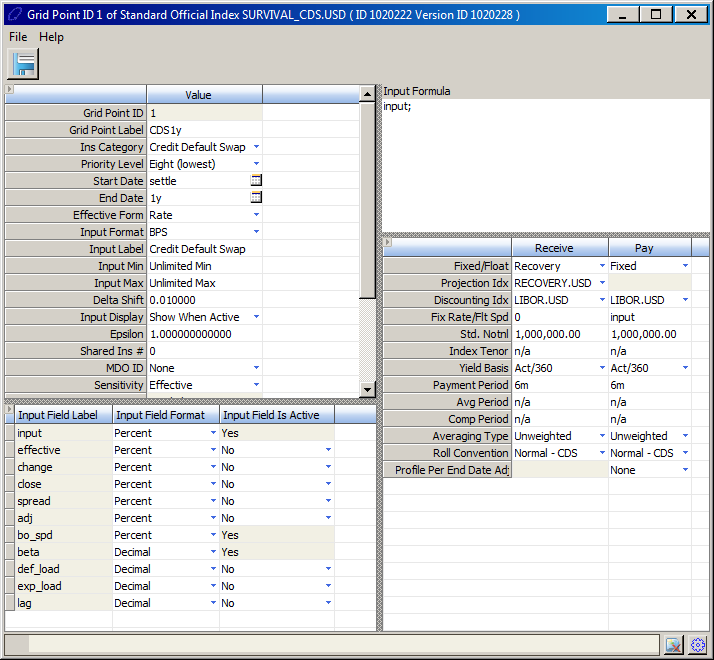 Grid Point ID 1 of Standard Official Index SURVIVAL_CDS.USD ( ID 1020222 Version ID 1020228 )
File Help
Value
Grid Point ID 1
Grid Point Label CDS1y
Ins Category Credit Default Swap
Priority Level Eight (lowest)
Start Date settle
End Date 1y
Effective Form Rate
Input Format BPS
Input Label Credit Default Swap
Input Min Unlimited Min
Input Max Unlimited Max
Delta Shift 0.010000
Input Display Show When Active
Epsilon 1.000000000000
Shared Ins # 0
MDO ID None
Sensitivity Effective
Input Field Label Input Field Format Input Field Is Active
input Percent Yes
effective Percent No
change Percent No
close Percent No
spread Percent No
adj Percent No
bo_spd Percent Yes
beta Decimal Yes
def_load Decimal No
exp_load Decimal No
lag Decimal No
Input Formula
input;
Receive Pay
Fixed/Float Recovery Fixed
Projection Idx RECOVERY.USD
Discounting Idx LIBOR.USD LIBOR.USD
Fix Rate/Flt Spd 0 input
Std. Notnl 1,000,000.00 1,000,000.00
Index Tenor n/a n/a
Yield Basis Act/360 Act/360
Payment Period 6m 6m
Avg Period n/a n/a
Comp Period n/a n/a
Averaging Type Unweighted Unweighted
Roll Convention Normal - CDS Normal - CDS
Profile Per End Date Adj None